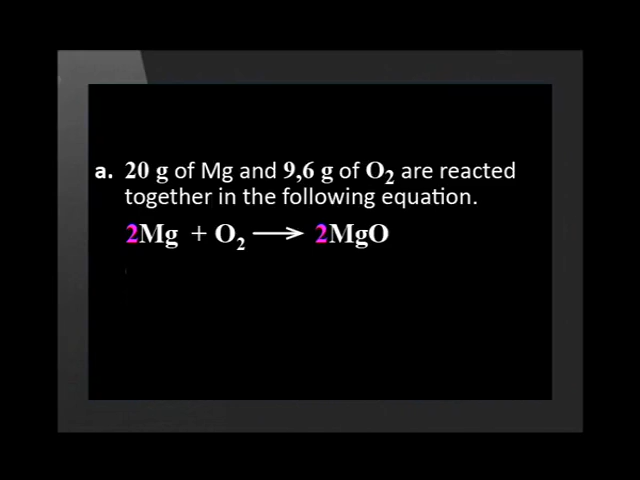 a. 20 g of Mg and 9,6 g of O₂ are reacted
together in the following equation.
2Mg + O₂ ⟶ 2MgO